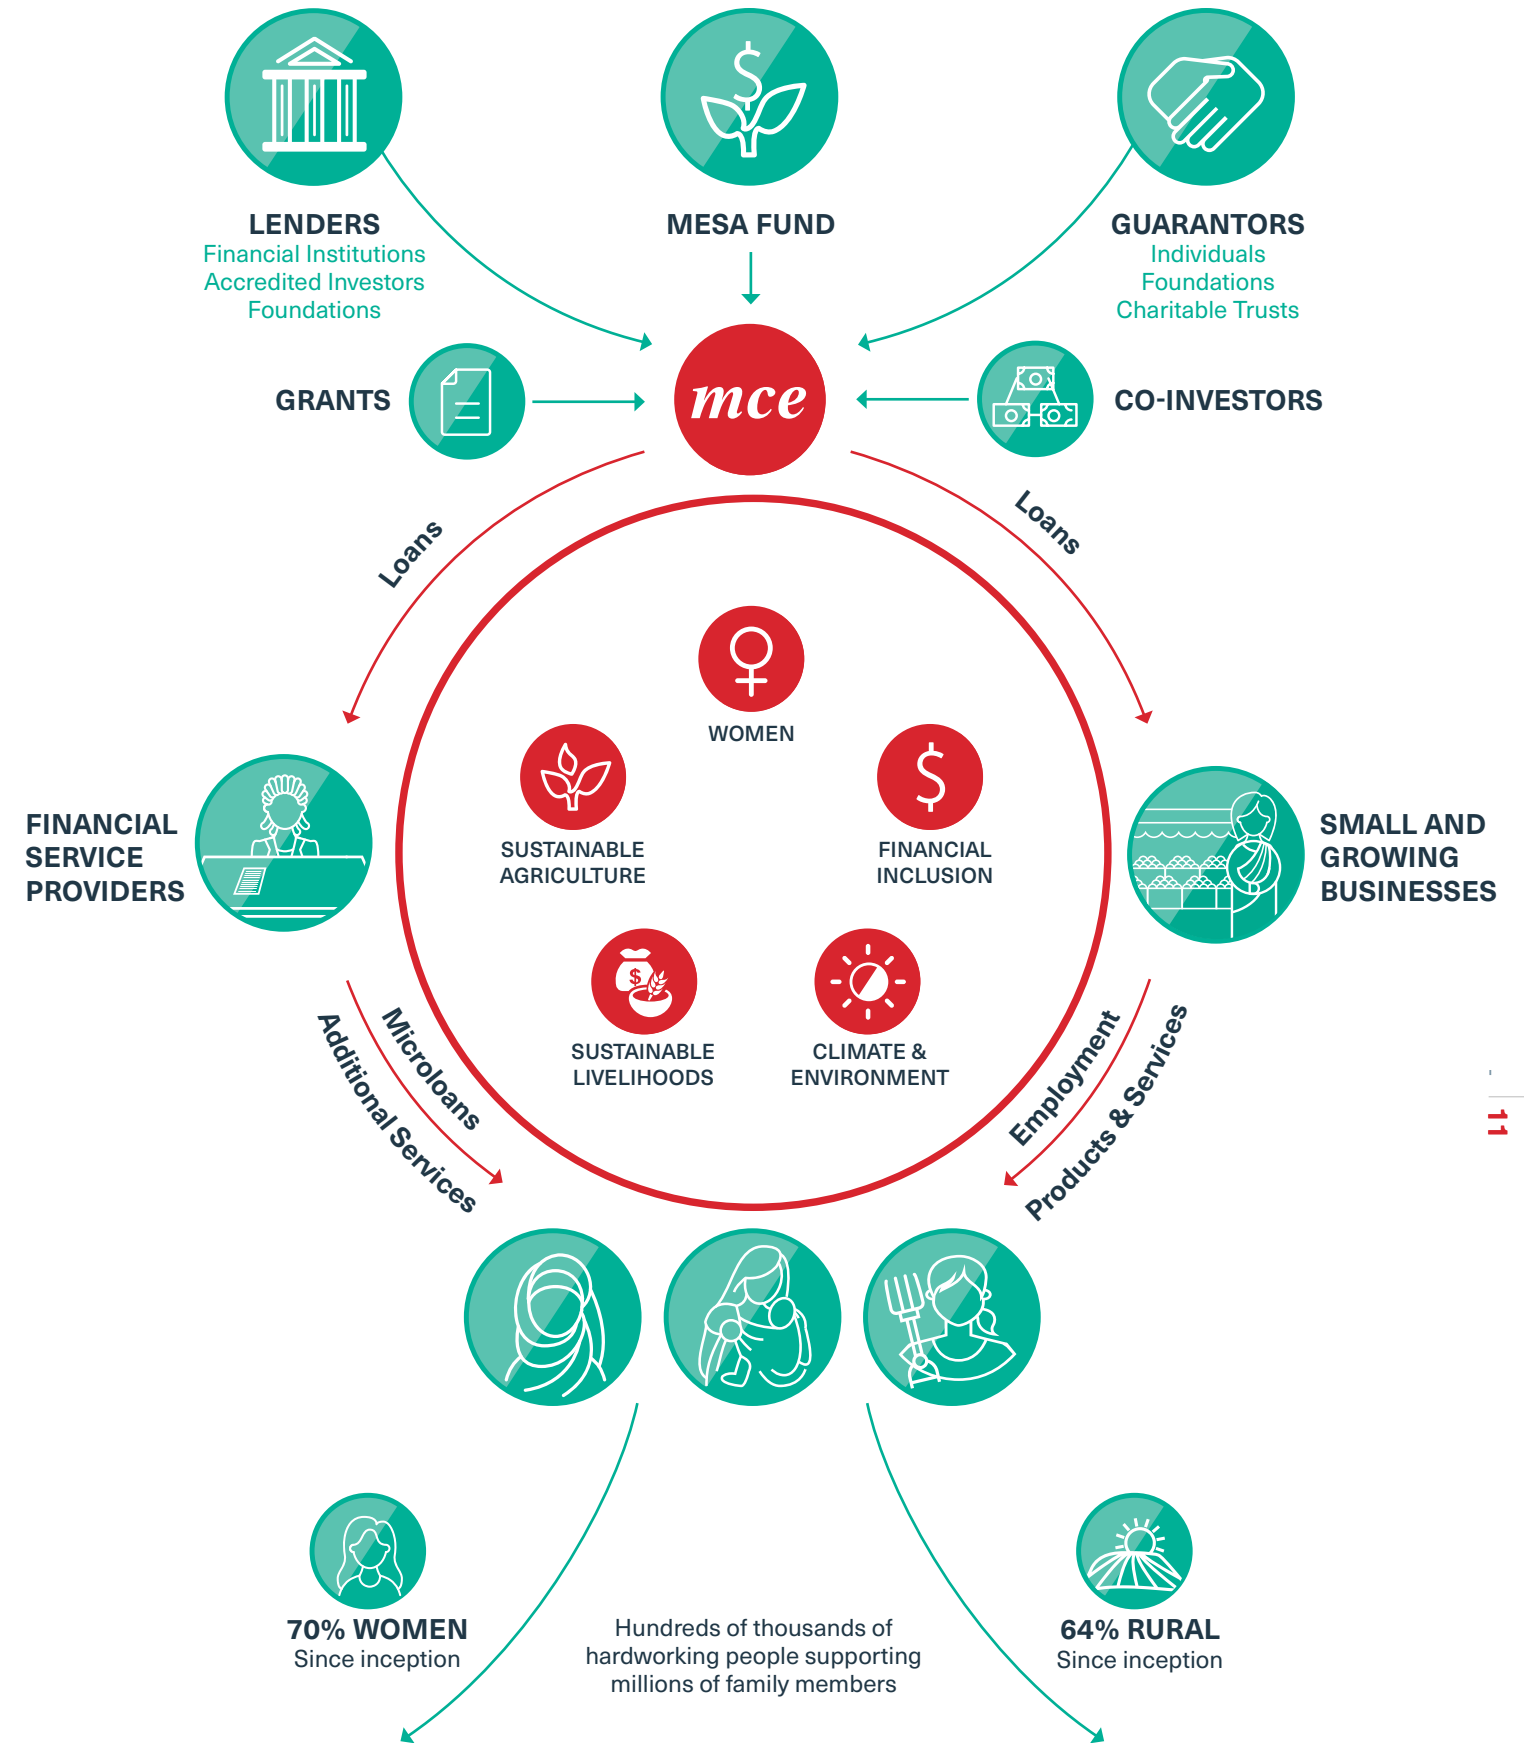 LENDERS
Financial Institutions
Accredited Investors
Foundations
MESA FUND
GUARANTORS
Individuals
Foundations
Charitable Trusts
GRANTS
mce
CO-INVESTORS
Loans
Loans
WOMEN
SUSTAINABLE
AGRICULTURE
$
FINANCIAL
INCLUSION
FINANCIAL
SERVICE
PROVIDERS
SMALL AND
GROWING
BUSINESSES
$
SUSTAINABLE
LIVELIHOODS
CLIMATE &
ENVIRONMENT
Microloans
Additional Services
Employment
Products & Services
11
70% WOMEN
Since inception
Hundreds of thousands of
hardworking people supporting
millions of family members
64% RURAL
Since inception